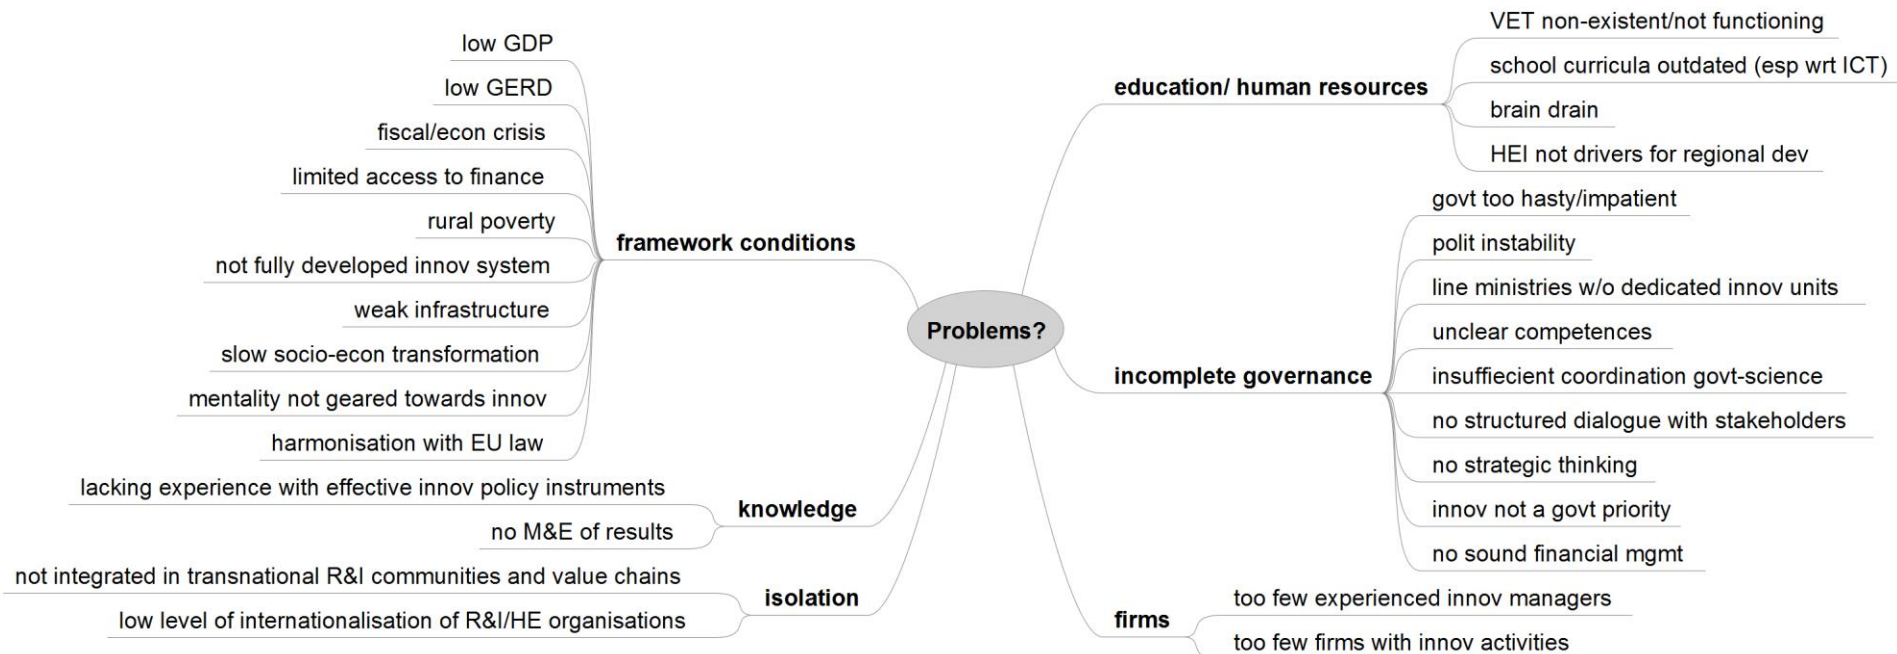 Problems?
framework conditions
low GDP
low GERD
fiscal/econ crisis
limited access to finance
rural poverty
not fully developed innov system
weak infrastructure
slow socio-econ transformation
mentality not geared towards innov
harmonisation with EU law
knowledge
lacking experience with effective innov policy instruments
no M&E of results
isolation
not integrated in transnational R&I communities and value chains
low level of internationalisation of R&I/HE organisations
education/ human resources
VET non-existent/not functioning
school curricula outdated (esp wrt ICT)
brain drain
HEI not drivers for regional dev
incomplete governance
govt too hasty/impatient
polit instability
line ministries w/o dedicated innov units
unclear competences
insuffiecient coordination govt-science
no structured dialogue with stakeholders
no strategic thinking
innov not a govt priority
no sound financial mgmt
firms
too few experienced innov managers
too few firms with innov activities